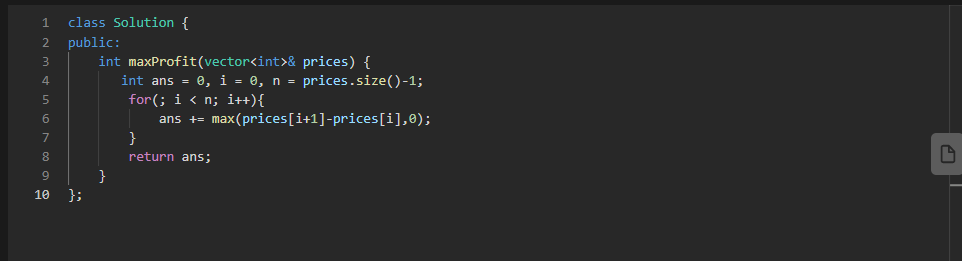 1 class Solution {
2 public:
3     int maxProfit(vector<int>& prices) {
4        int ans = 0, i = 0, n = prices.size()-1;
5         for(; i < n; i++){
6             ans += max(prices[i+1]-prices[i],0);
7         }
8         return ans;
9     }
10 };